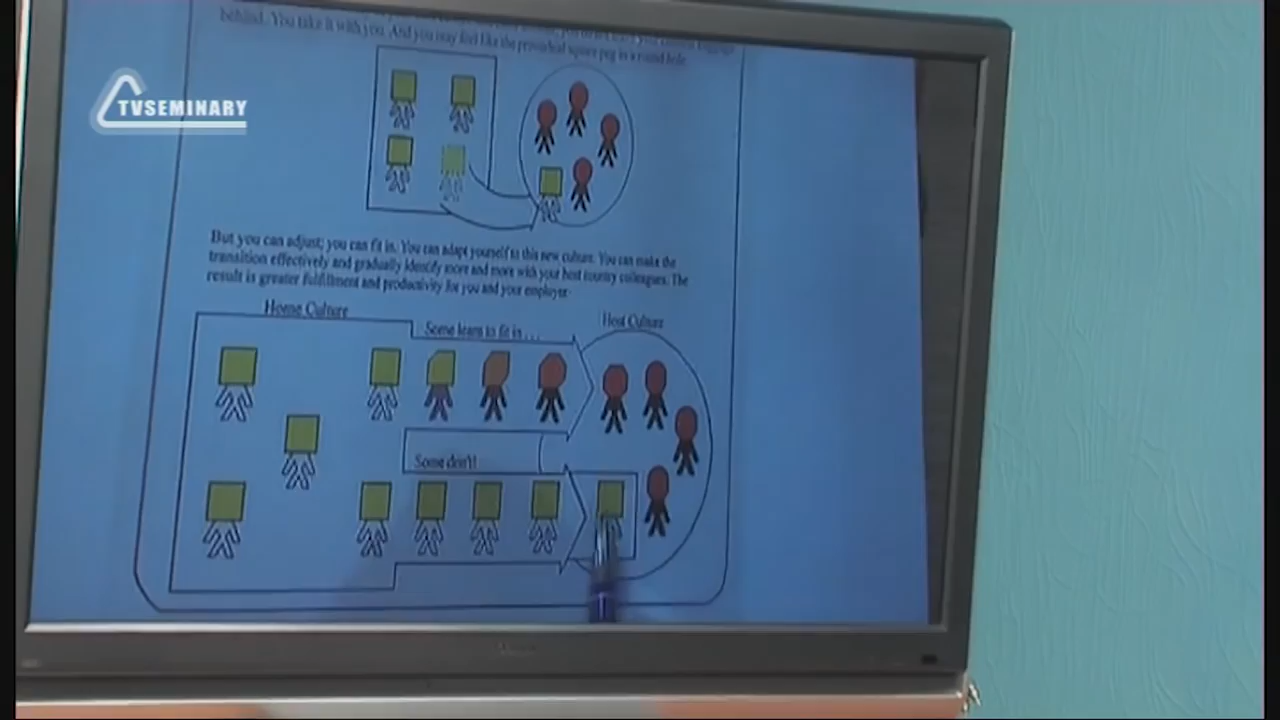 TVSEMINARY
behind. You take it with you. And you may feel like the proverbial square peg in a round hole.
But you can adjust; you can fit in. You can adapt yourself to this new culture. You can make the
transition effectively and gradually identify more and more with your host country colleagues. The
result is greater fulfillment and productivity for you and your employer.
Home Culture
Some learn to fit in . . .
Host Culture
Some don't!